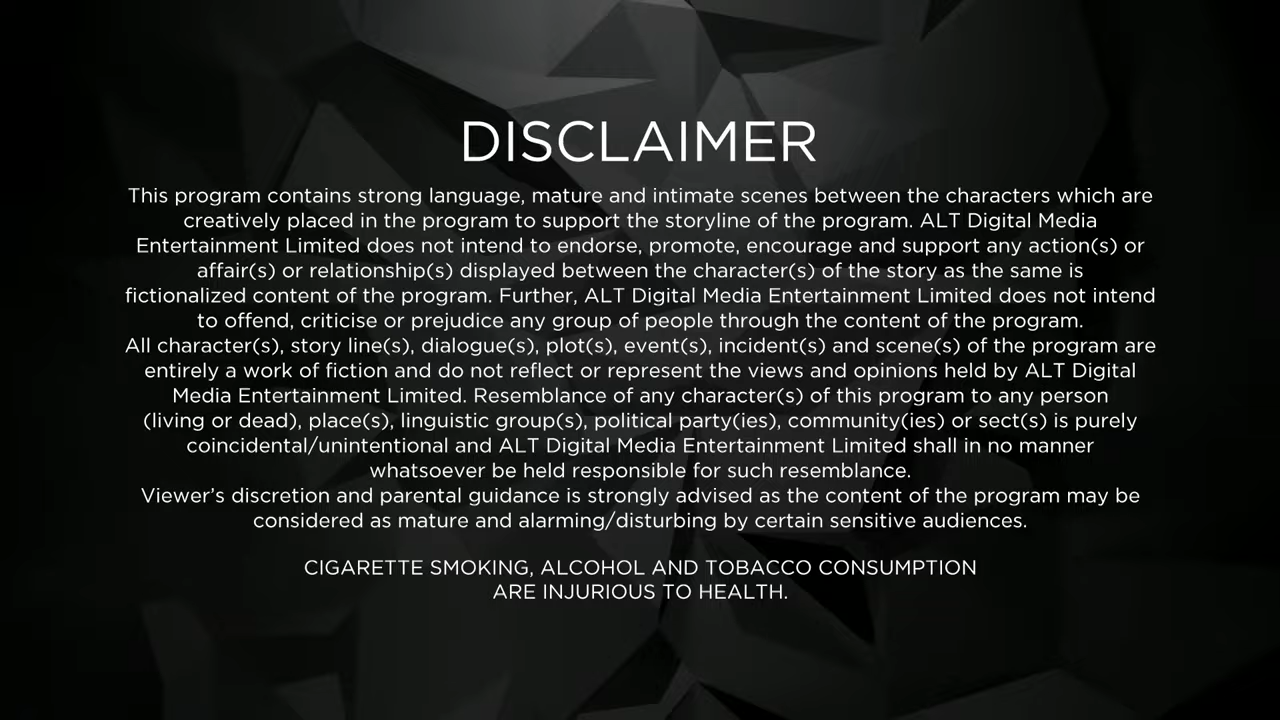 DISCLAIMER
This program contains strong language, mature and intimate scenes between the characters which are
creatively placed in the program to support the storyline of the program. ALT Digital Media
Entertainment Limited does not intend to endorse, promote, encourage and support any action(s) or
affair(s) or relationship(s) displayed between the character(s) of the story as the same is
fictionalized content of the program. Further, ALT Digital Media Entertainment Limited does not intend
to offend, criticise or prejudice any group of people through the content of the program.
All character(s), story line(s), dialogue(s), plot(s), event(s), incident(s) and scene(s) of the program are
entirely a work of fiction and do not reflect or represent the views and opinions held by ALT Digital
Media Entertainment Limited. Resemblance of any character(s) of this program to any person
(living or dead), place(s), linguistic group(s), political party(ies), community(ies) or sect(s) is purely
coincidental/unintentional and ALT Digital Media Entertainment Limited shall in no manner
whatsoever be held responsible for such resemblance.
Viewer’s discretion and parental guidance is strongly advised as the content of the program may be
considered as mature and alarming/disturbing by certain sensitive audiences.
CIGARETTE SMOKING, ALCOHOL AND TOBACCO CONSUMPTION
ARE INJURIOUS TO HEALTH.